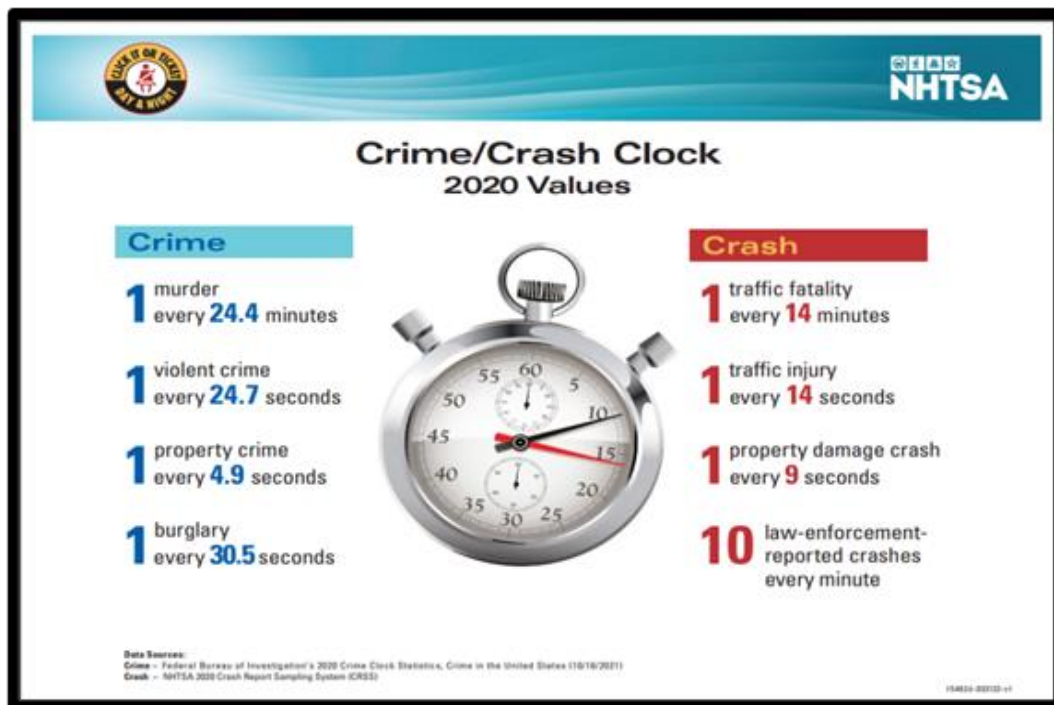 CLICK IT OR TICKET
DAY & NIGHT
NHTSA
Crime/Crash Clock
2020 Values
Crime
1 murder
every 24.4 minutes
1 violent crime
every 24.7 seconds
1 property crime
every 4.9 seconds
1 burglary
every 30.5 seconds
60
5
10
15
20
25
30
35
40
45
50
55
Crash
1 traffic fatality
every 14 minutes
1 traffic injury
every 14 seconds
1 property damage crash
every 9 seconds
10 law-enforcement-
reported crashes
every minute
Data Sources:
Crime – Federal Bureau of Investigation's 2020 Crime Clock Statistics, Crime in the United States (10/16/2021)
Crash – NHTSA 2020 Crash Report Sampling System (CRSS)